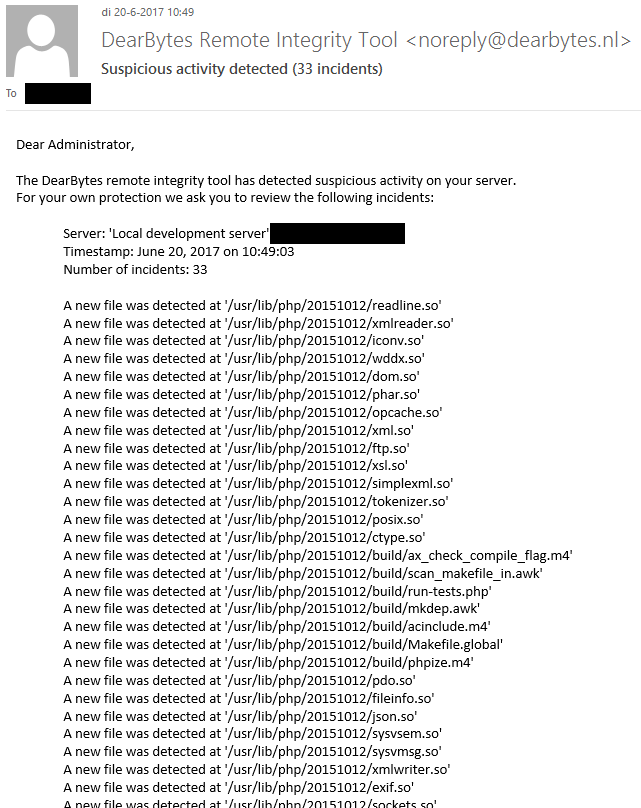 di 20-6-2017 10:49
DearBytes Remote Integrity Tool <noreply@dearbytes.nl>
Suspicious activity detected (33 incidents)
To
Dear Administrator,
The DearBytes remote integrity tool has detected suspicious activity on your server.
For your own protection we ask you to review the following incidents:
Server: 'Local development server'
Timestamp: June 20, 2017 on 10:49:03
Number of incidents: 33
A new file was detected at '/usr/lib/php/20151012/readline.so'
A new file was detected at '/usr/lib/php/20151012/xmlreader.so'
A new file was detected at '/usr/lib/php/20151012/iconv.so'
A new file was detected at '/usr/lib/php/20151012/wddx.so'
A new file was detected at '/usr/lib/php/20151012/dom.so'
A new file was detected at '/usr/lib/php/20151012/phar.so'
A new file was detected at '/usr/lib/php/20151012/opcache.so'
A new file was detected at '/usr/lib/php/20151012/xml.so'
A new file was detected at '/usr/lib/php/20151012/ftp.so'
A new file was detected at '/usr/lib/php/20151012/xsl.so'
A new file was detected at '/usr/lib/php/20151012/simplexml.so'
A new file was detected at '/usr/lib/php/20151012/tokenizer.so'
A new file was detected at '/usr/lib/php/20151012/posix.so'
A new file was detected at '/usr/lib/php/20151012/ctype.so'
A new file was detected at '/usr/lib/php/20151012/build/ax_check_compile_flag.m4'
A new file was detected at '/usr/lib/php/20151012/build/scan_makefile_in.awk'
A new file was detected at '/usr/lib/php/20151012/build/run-tests.php'
A new file was detected at '/usr/lib/php/20151012/build/mkdep.awk'
A new file was detected at '/usr/lib/php/20151012/build/acinclude.m4'
A new file was detected at '/usr/lib/php/20151012/build/Makefile.global'
A new file was detected at '/usr/lib/php/20151012/build/phpize.m4'
A new file was detected at '/usr/lib/php/20151012/pdo.so'
A new file was detected at '/usr/lib/php/20151012/fileinfo.so'
A new file was detected at '/usr/lib/php/20151012/json.so'
A new file was detected at '/usr/lib/php/20151012/sysvsem.so'
A new file was detected at '/usr/lib/php/20151012/sysvmsg.so'
A new file was detected at '/usr/lib/php/20151012/xmlwriter.so'
A new file was detected at '/usr/lib/php/20151012/exif.so'
A new file was detected at '/usr/lib/php/20151012/sockets.so'